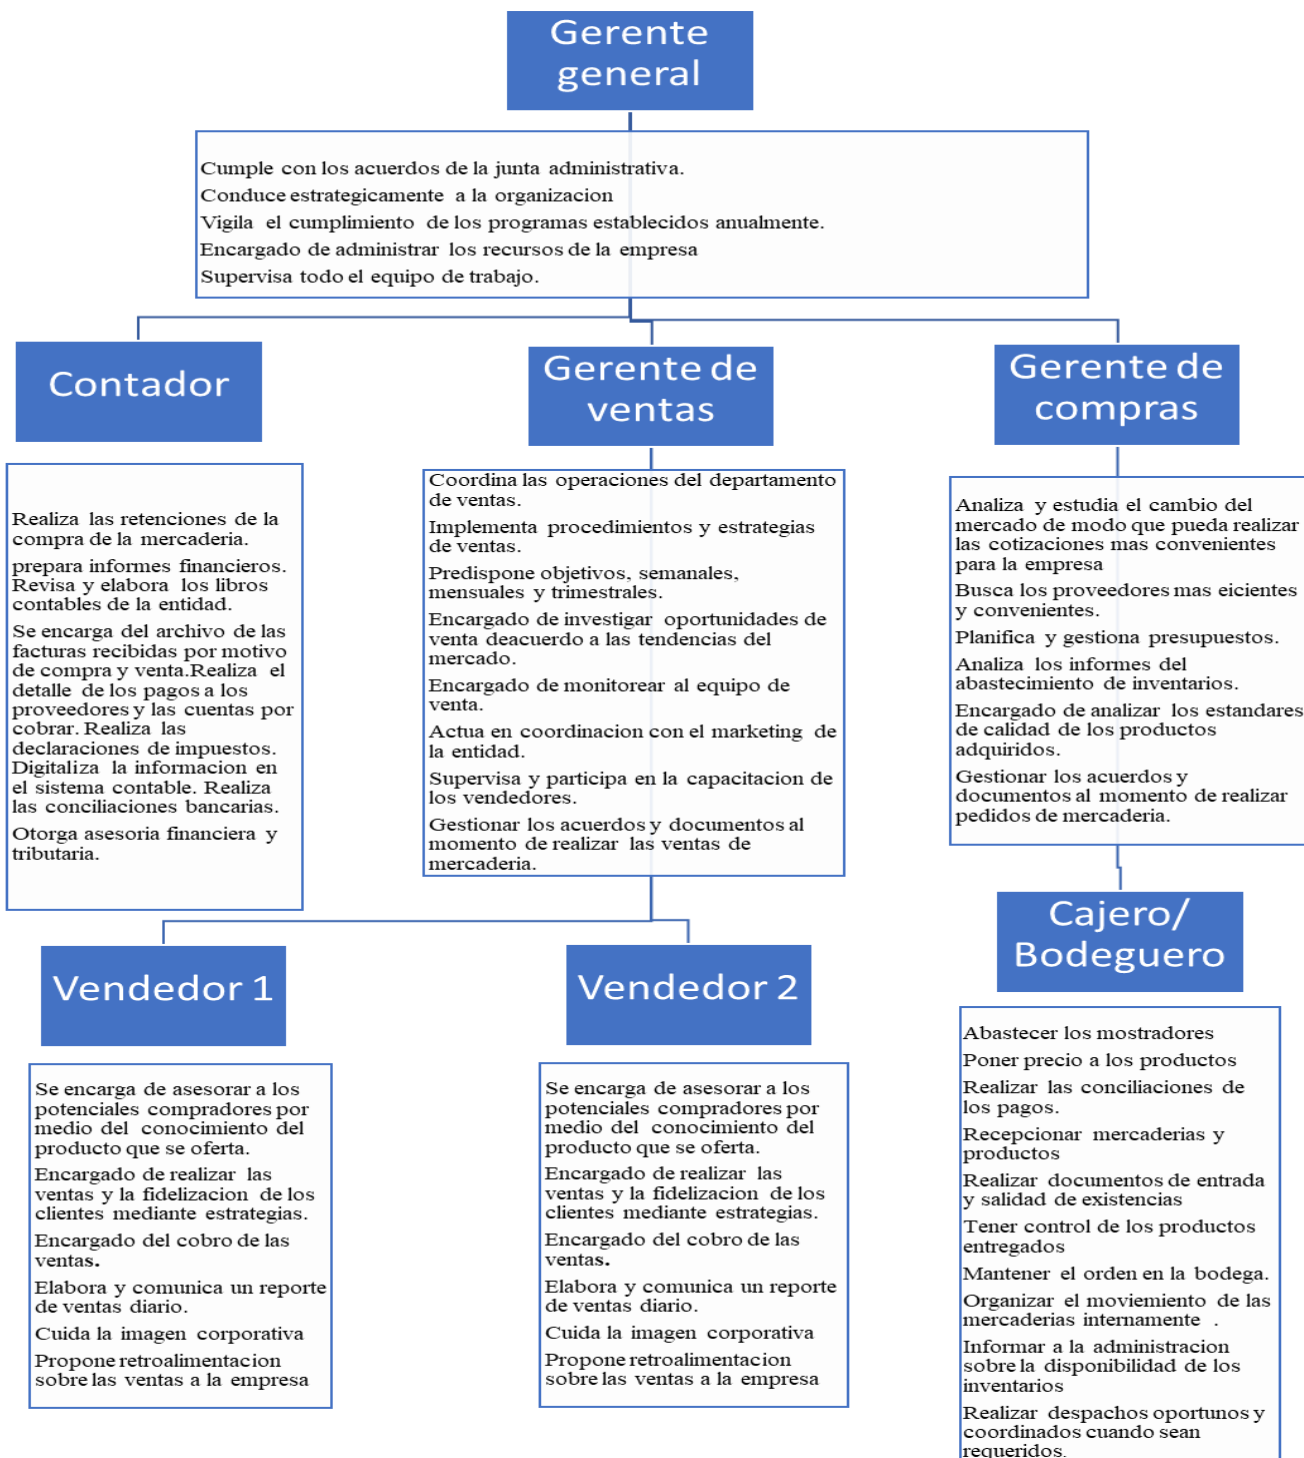 Gerente
general
Cumple con los acuerdos de la junta administrativa.
Conduce estrategicamente a la organizacion
Vigila el cumplimiento de los programas establecidos anualmente.
Encargado de administrar los recursos de la empresa
Supervisa todo el equipo de trabajo.
Contador
Realiza las retenciones de la
compra de la mercaderia.
prepara informes financieros.
Revisa y elabora los libros
contables de la entidad.
Se encarga del archivo de las
facturas recibidas por motivo
de compra y venta.Realiza el
detalle de los pagos a los
proveedores y las cuentas por
cobrar. Realiza las
declaraciones de impuestos.
Digitaliza la informacion en
el sistema contable. Realiza
las conciliaciones bancarias.
Otorga asesoria financiera y
tributaria.
Gerente de
ventas
Coordina las operaciones del departamento
de ventas.
Implementa procedimientos y estrategias
de ventas.
Predispone objetivos, semanales,
mensuales y trimestrales.
Encargado de investigar oportunidades de
venta deacuerdo a las tendencias del
mercado.
Encargado de monitorear al equipo de
venta.
Actua en coordinacion con el marketing de
la entidad.
Supervisa y participa en la capacitacion de
los vendedores.
Gestionar los acuerdos y documentos al
momento de realizar las ventas de
mercaderia.
Gerente de
compras
Analiza y estudia el cambio del
mercado de modo que pueda realizar
las cotizaciones mas convenientes
para la empresa
Busca los proveedores mas eicientes
y convenientes.
Planifica y gestiona presupuestos.
Analiza los informes del
abastecimiento de inventarios.
Encargado de analizar los estandares
de calidad de los productos
adquiridos.
Gestionar los acuerdos y
documentos al momento de realizar
pedidos de mercaderia.
Vendedor 1
Se encarga de asesorar a los
potenciales compradores por
medio del conocimiento del
producto que se oferta.
Encargado de realizar las
ventas y la fidelizacion de los
clientes mediante estrategias.
Encargado del cobro de las
ventas.
Elabora y comunica un reporte
de ventas diario.
Cuida la imagen corporativa
Propone retroalimentacion
sobre las ventas a la empresa
Vendedor 2
Se encarga de asesorar a los
potenciales compradores por
medio del conocimiento del
producto que se oferta.
Encargado de realizar las
ventas y la fidelizacion de los
clientes mediante estrategias.
Encargado del cobro de las
ventas.
Elabora y comunica un reporte
de ventas diario.
Cuida la imagen corporativa
Propone retroalimentacion
sobre las ventas a la empresa
Cajero/
Bodeguero
Abastecer los mostradores
Poner precio a los productos
Realizar las conciliaciones de
los pagos.
Recepcionar mercaderias y
productos
Realizar documentos de entrada
y salidad de existencias
Tener control de los productos
entregados
Mantener el orden en la bodega.
Organizar el moviemiento de las
mercaderias internamente .
Informar a la administracion
sobre la disponibilidad de los
inventarios
Realizar despachos oportunos y
coordinados cuando sean
requeridos.